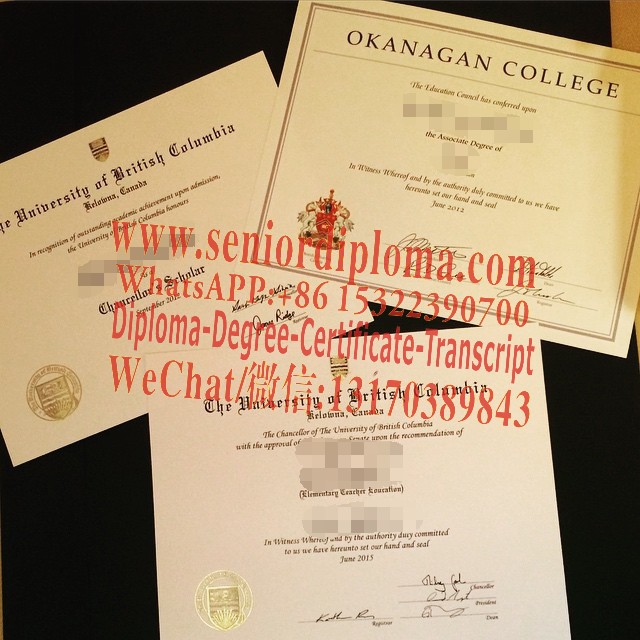 OKANAGAN COLLEGE
The Education Council has conferred upon
the Associate Degree of
In Witness Whereof and by the authority duly committed to us we have
hereunto set our hand and seal
June 2012
Registrar
The University of British Columbia
Kelowna, Canada
In recognition of outstanding academic achievement upon admission,
the University of British Columbia honours
Chancellor's Scholar
September 2012
www.seniordiploma.com
WhatsAPP:+86 15322390700
Diploma-Degree-Certificate-Transcript
WeChat/微信:13170389843
The University of British Columbia
Kelowna, Canada
The Chancellor of The University of British Columbia
with the approval of Senate upon the recommendation of
(Elementary Teacher Education)
In Witness Whereof and by the authority duly committed
to us we have hereunto set our hand and seal
June 2015
Chancellor
President
Registrar
Dean